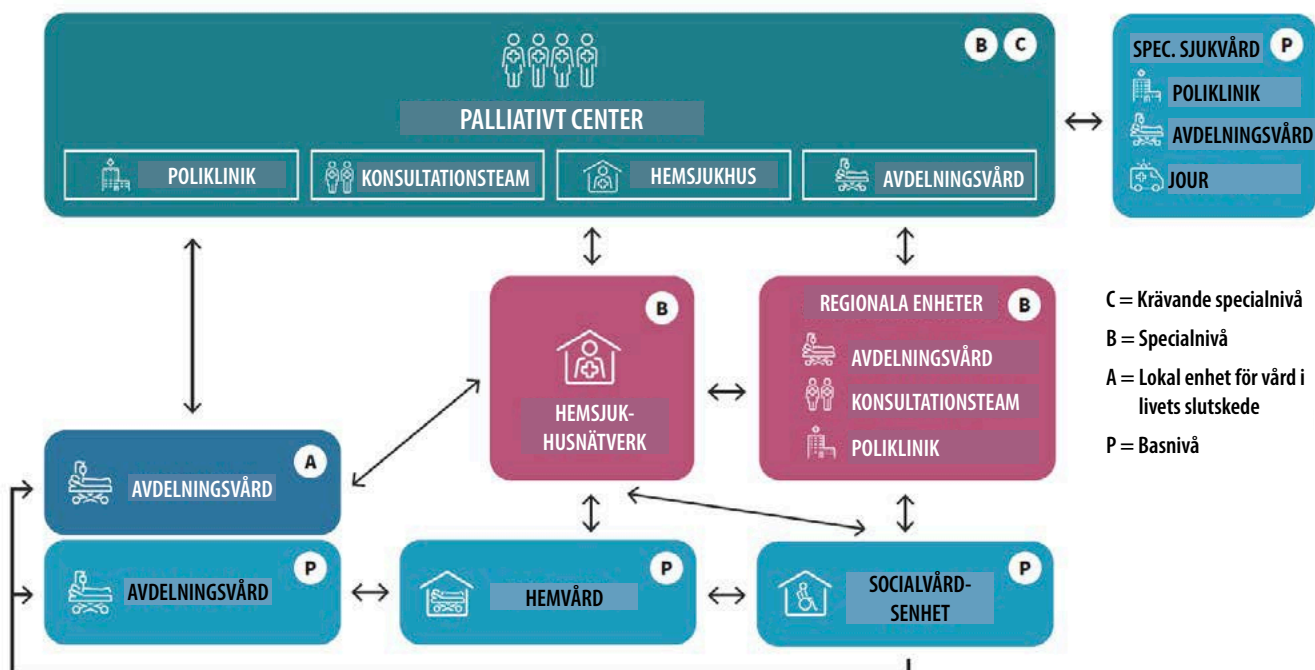 B C
PALLIATIVT CENTER
POLIKLINIK
KONSULTATIONSTEAM
HEMSJUKHUS
AVDELNINGSVÅRD
SPEC. SJUKVÅRD P
POLIKLINIK
AVDELNINGSVÅRD
JOUR
B
HEMSJUK-
HUSNÄTVERK
REGIONALA ENHETER B
AVDELNINGSVÅRD
KONSULTATIONSTEAM
POLIKLINIK
C = Krävande specialnivå
B = Specialnivå
A = Lokal enhet för vård i
livets slutskede
P = Basnivå
A
AVDELNINGSVÅRD
P
AVDELNINGSVÅRD
P
HEMVÅRD
P
SOCIALVÅRD-
SENHET